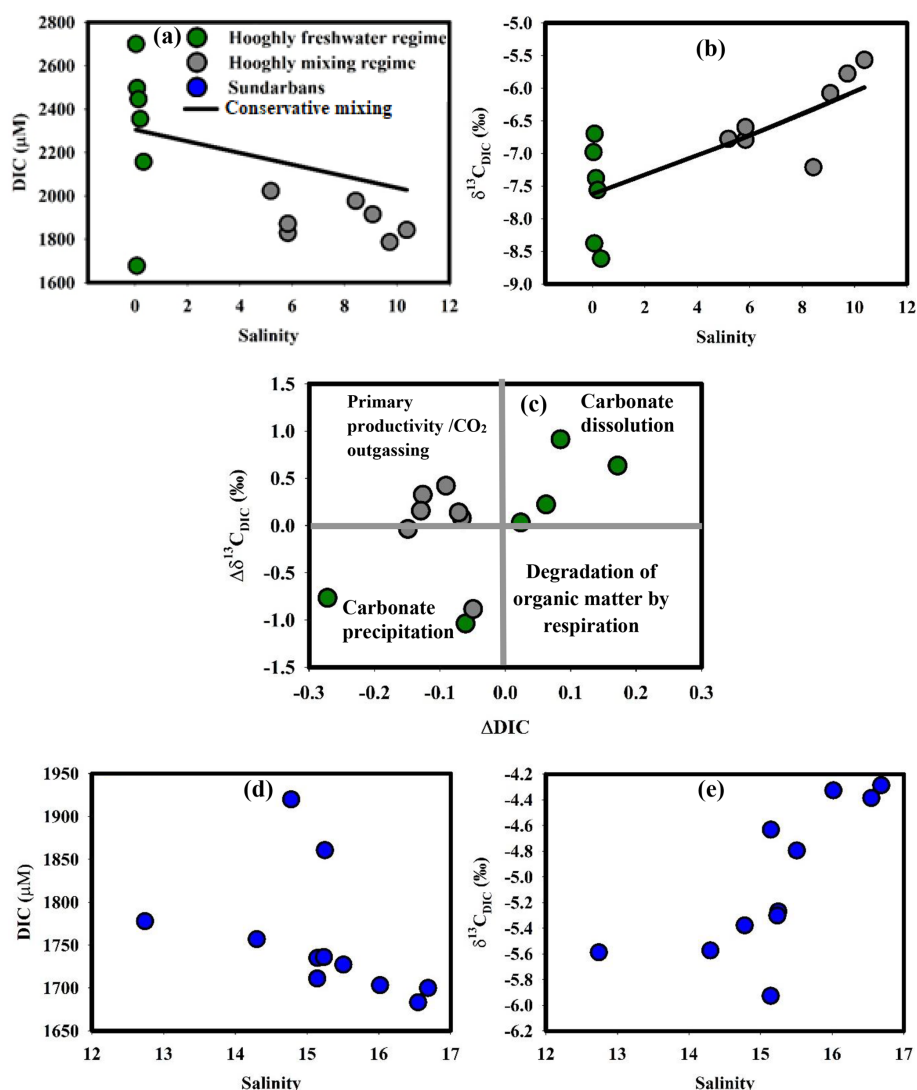 (a)
Hooghly freshwater regime
Hooghly mixing regime
Sundarbans
Conservative mixing
DIC (µM)
2800
2600
2400
2200
2000
1800
1600
0 2 4 6 8 10 12
Salinity
(b)
δ¹³C_DIC (‰)
-5.0
-5.5
-6.0
-6.5
-7.0
-7.5
-8.0
-8.5
-9.0
0 2 4 6 8 10 12
Salinity
(c)
Primary
productivity /CO₂
outgassing
Carbonate
dissolution
Carbonate
precipitation
Degradation of
organic matter by
respiration
Δδ¹³C_DIC (‰)
1.5
1.0
0.5
0.0
-0.5
-1.0
-1.5
-0.3 -0.2 -0.1 0.0 0.1 0.2 0.3
ΔDIC
(d)
DIC (µM)
1950
1900
1850
1800
1750
1700
1650
12 13 14 15 16 17
Salinity
(e)
δ¹³C_DIC (‰)
-4.2
-4.4
-4.6
-4.8
-5.0
-5.2
-5.4
-5.6
-5.8
-6.0
-6.2
12 13 14 15 16 17
Salinity